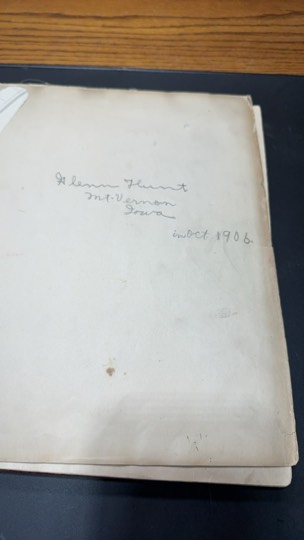 Glenn Hunt
Mt. Vernon
Iowa
in Oct 1906